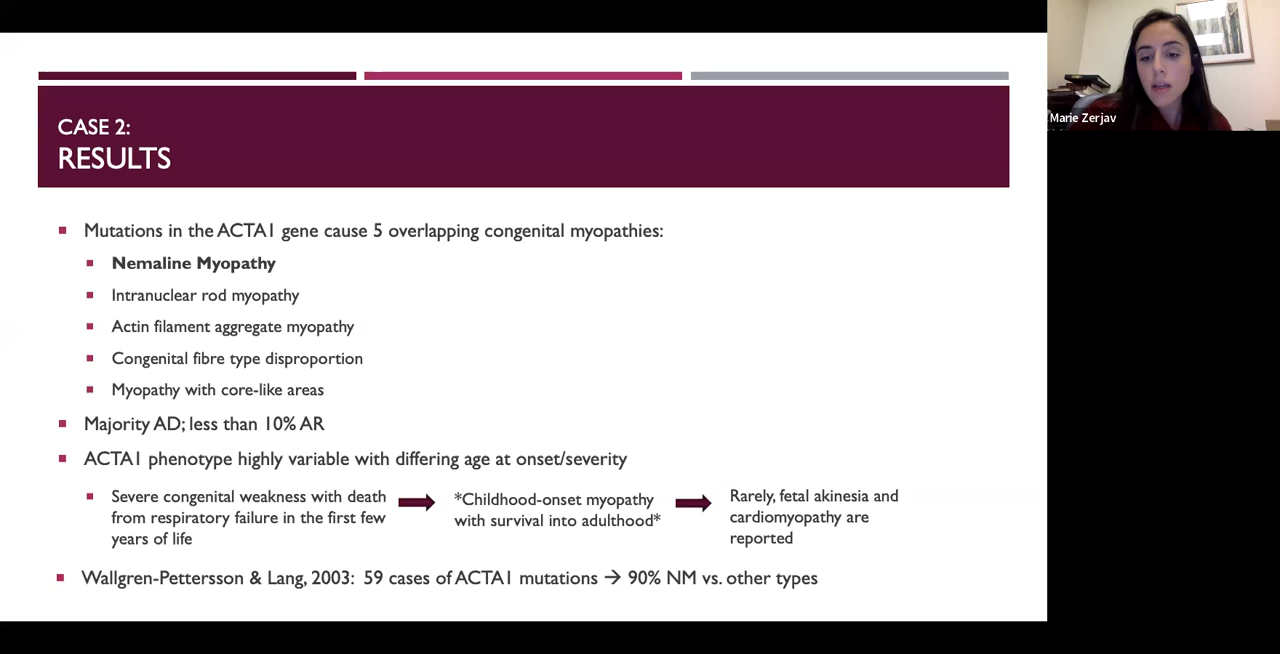 CASE 2:
RESULTS
Mutations in the ACTA1 gene cause 5 overlapping congenital myopathies:
Nemaline Myopathy
Intranuclear rod myopathy
Actin filament aggregate myopathy
Congenital fibre type disproportion
Myopathy with core-like areas
Majority AD; less than 10% AR
ACTA1 phenotype highly variable with differing age at onset/severity
Severe congenital weakness with death
from respiratory failure in the first few
years of life
*Childhood-onset myopathy
with survival into adulthood*
Rarely, fetal akinesia and
cardiomyopathy are
reported
Wallgren-Pettersson & Lang, 2003: 59 cases of ACTA1 mutations → 90% NM vs. other types
Marie Zerjav